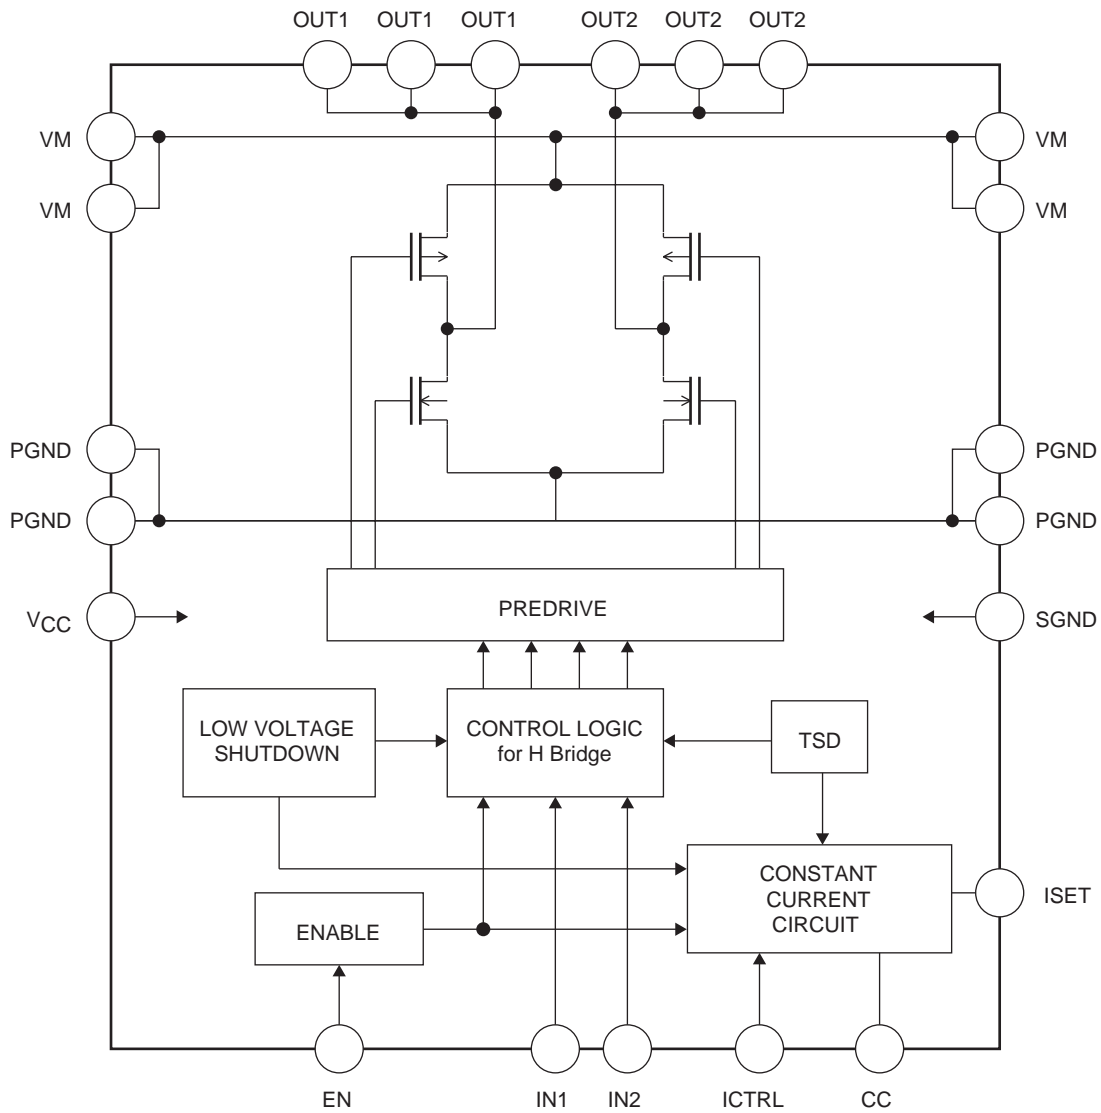 OUT1 OUT1 OUT1 OUT2 OUT2 OUT2
VM VM
VM VM
PGND PGND
PGND PGND
VCC SGND
PREDRIVE
LOW VOLTAGE
SHUTDOWN
CONTROL LOGIC
for H Bridge
TSD
CONSTANT
CURRENT
CIRCUIT
ISET
ENABLE
EN IN1 IN2 ICTRL CC